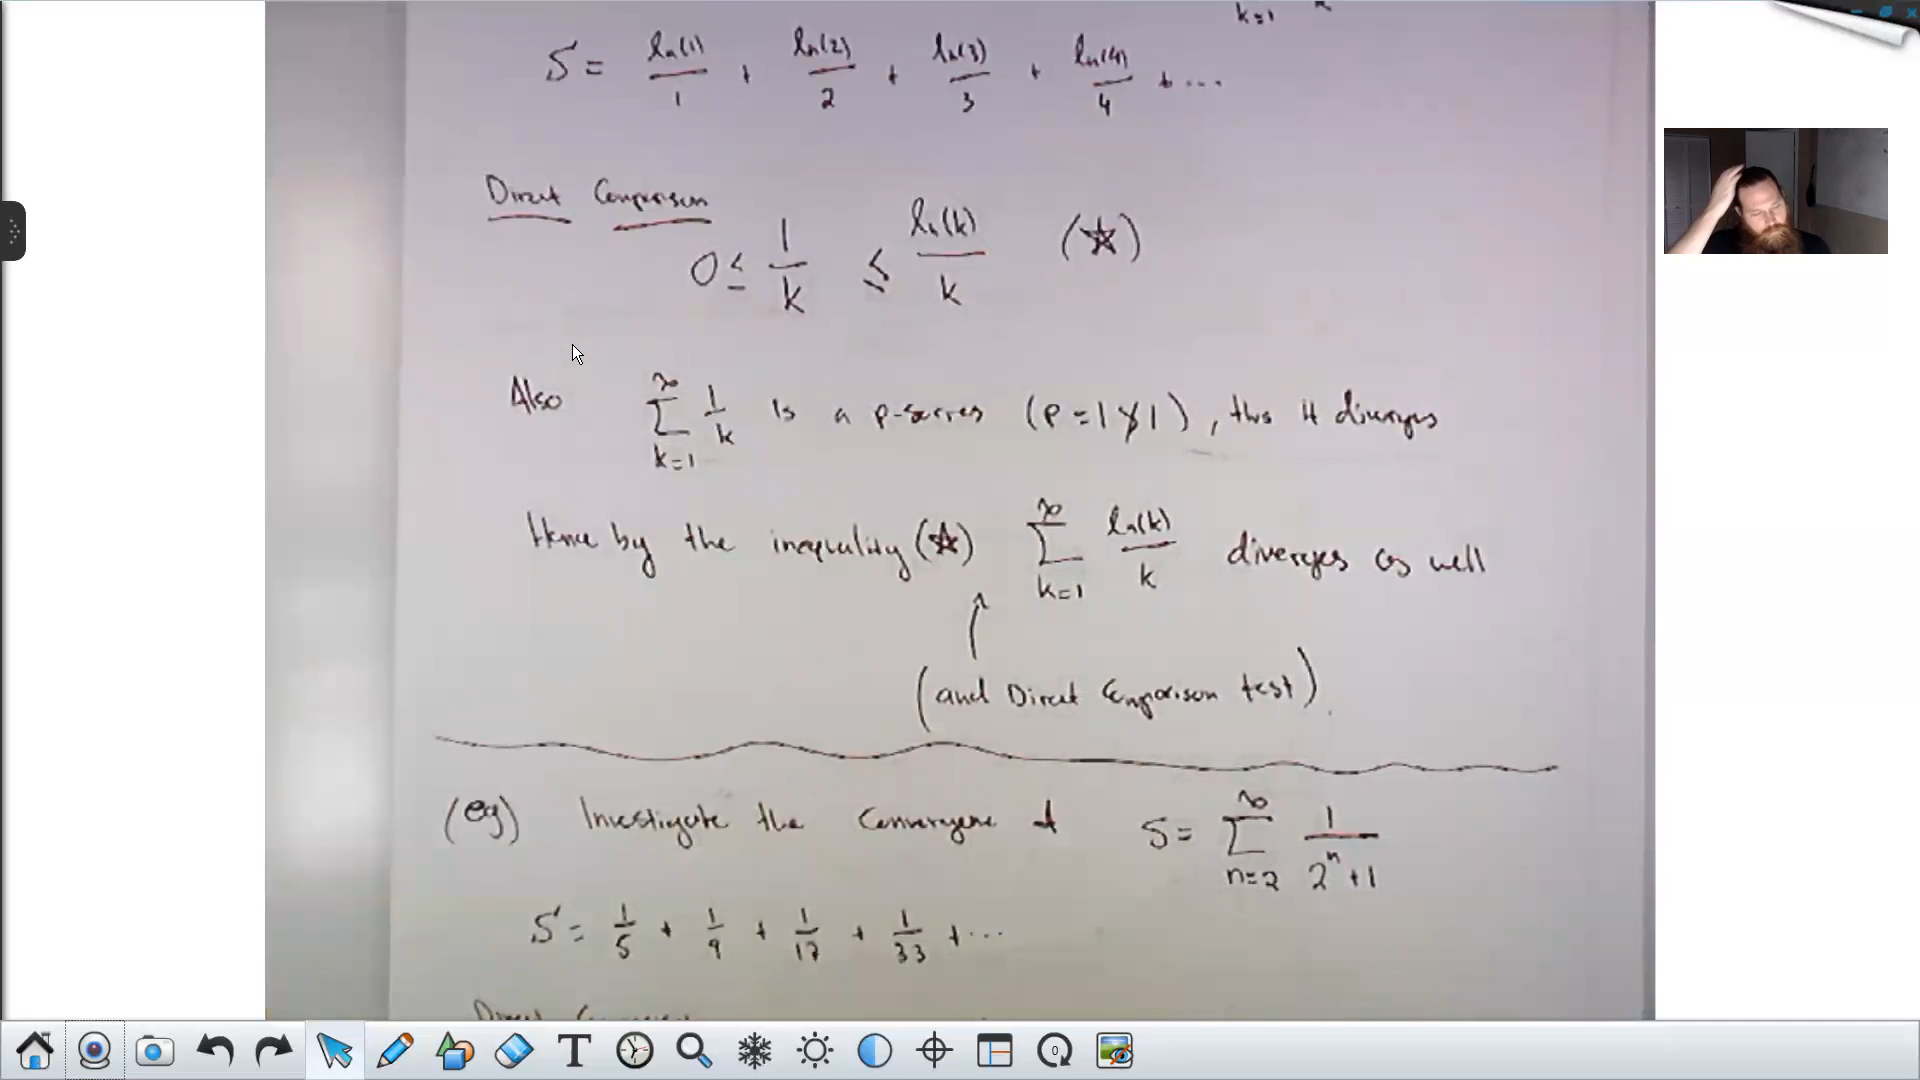 k=1
S = ln(1)/1 + ln(2)/2 + ln(3)/3 + ln(4)/4 + ...
Direct Comparison
0 ≤ 1/k ≤ ln(k)/k (☆)
Also ∑_{k=1}^{∞} 1/k is a p-series (p = 1 ≯ 1), thus it diverges
Hence by the inequality (☆) ∑_{k=1}^{∞} ln(k)/k diverges as well
↑
(and Direct Comparison test).
(eg) Investigate the Convergence of S = ∑_{n=2}^{∞} 1/(2^n + 1)
S = 1/5 + 1/9 + 1/17 + 1/33 + ...
Direct
T
0